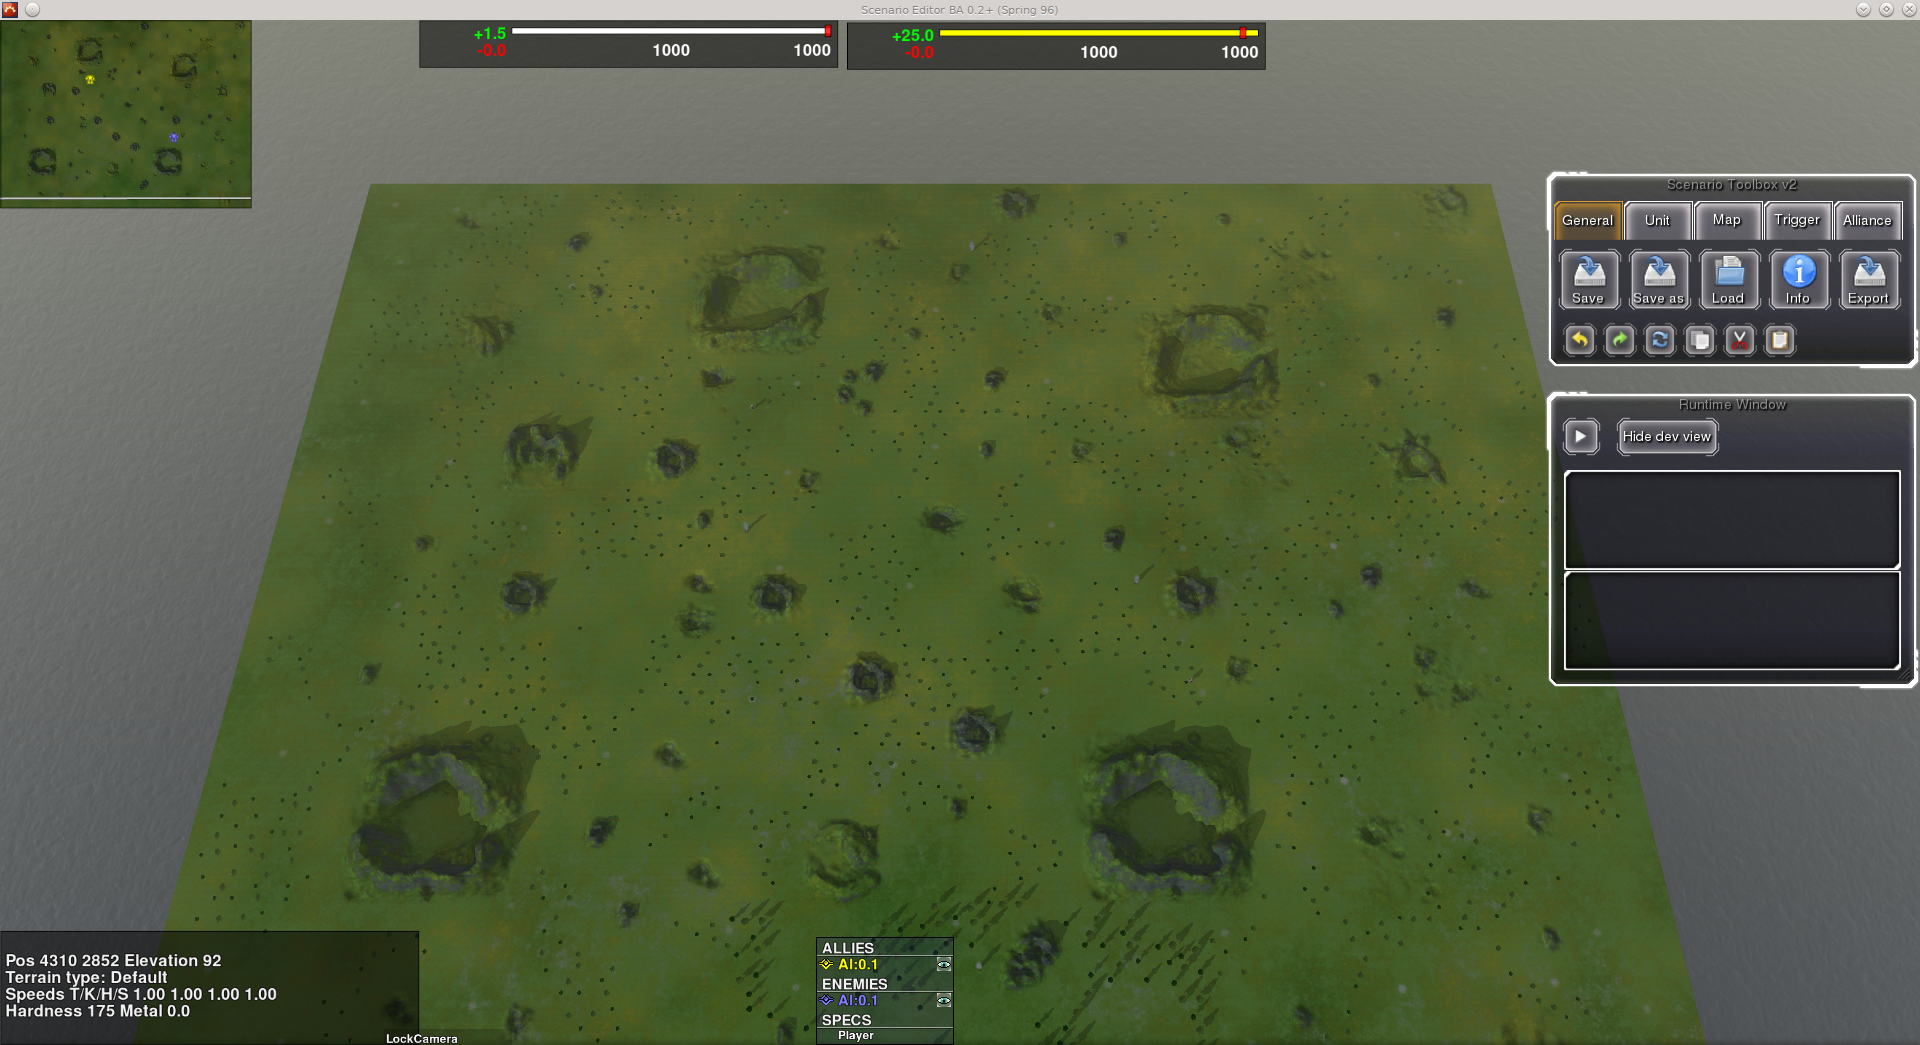 Scenario Editor BA 0.2+ (Spring 96)
+1.5
-0.0 1000 1000
+25.0
-0.0 1000 1000
Scenario Toolbox v2
General Unit Map Trigger Alliance
Save Save as Load Info Export
Runtime Window
Hide dev view
Pos 4310 2852 Elevation 92
Terrain type: Default
Speeds T/K/H/S 1.00 1.00 1.00 1.00
Hardness 175 Metal 0.0
LockCamera
ALLIES
AI:0.1
ENEMIES
AI:0.1
SPECS
Player